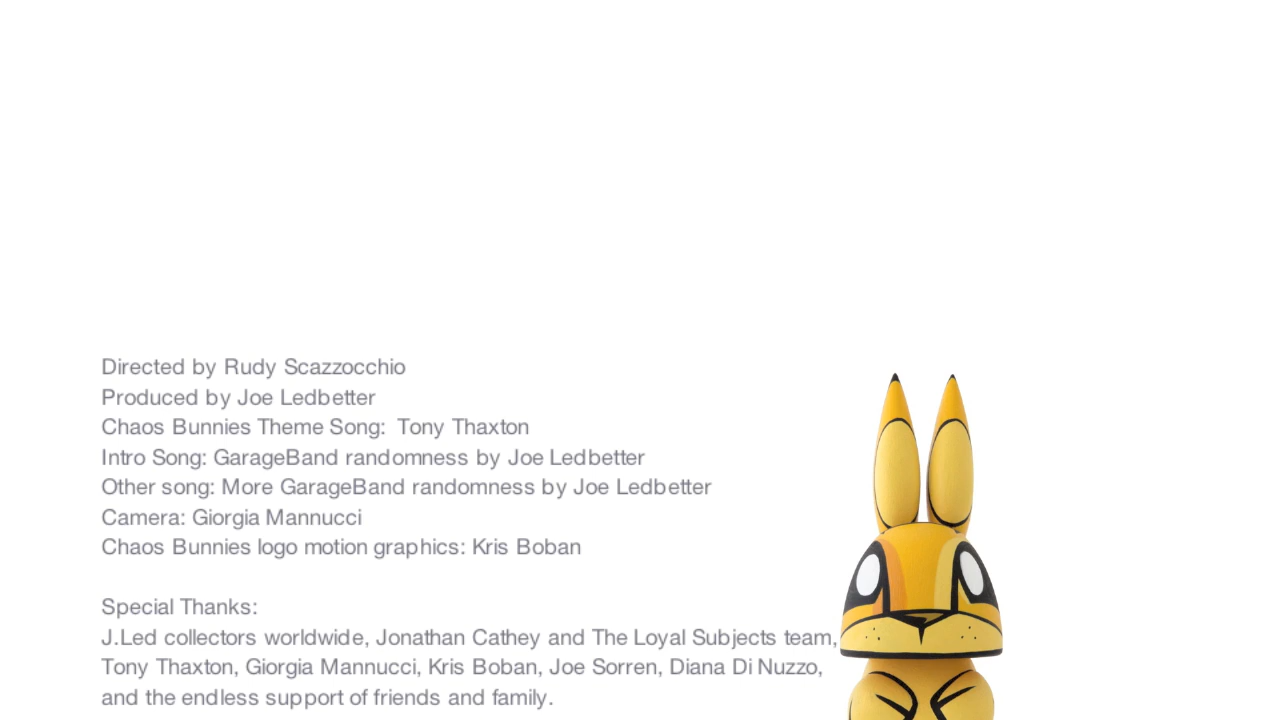 Directed by Rudy Scazzocchio
Produced by Joe Ledbetter
Chaos Bunnies Theme Song:  Tony Thaxton
Intro Song: GarageBand randomness by Joe Ledbetter
Other song: More GarageBand randomness by Joe Ledbetter
Camera: Giorgia Mannucci
Chaos Bunnies logo motion graphics: Kris Boban
Special Thanks:
J.Led collectors worldwide, Jonathan Cathey and The Loyal Subjects team,
Tony Thaxton, Giorgia Mannucci, Kris Boban, Joe Sorren, Diana Di Nuzzo,
and the endless support of friends and family.